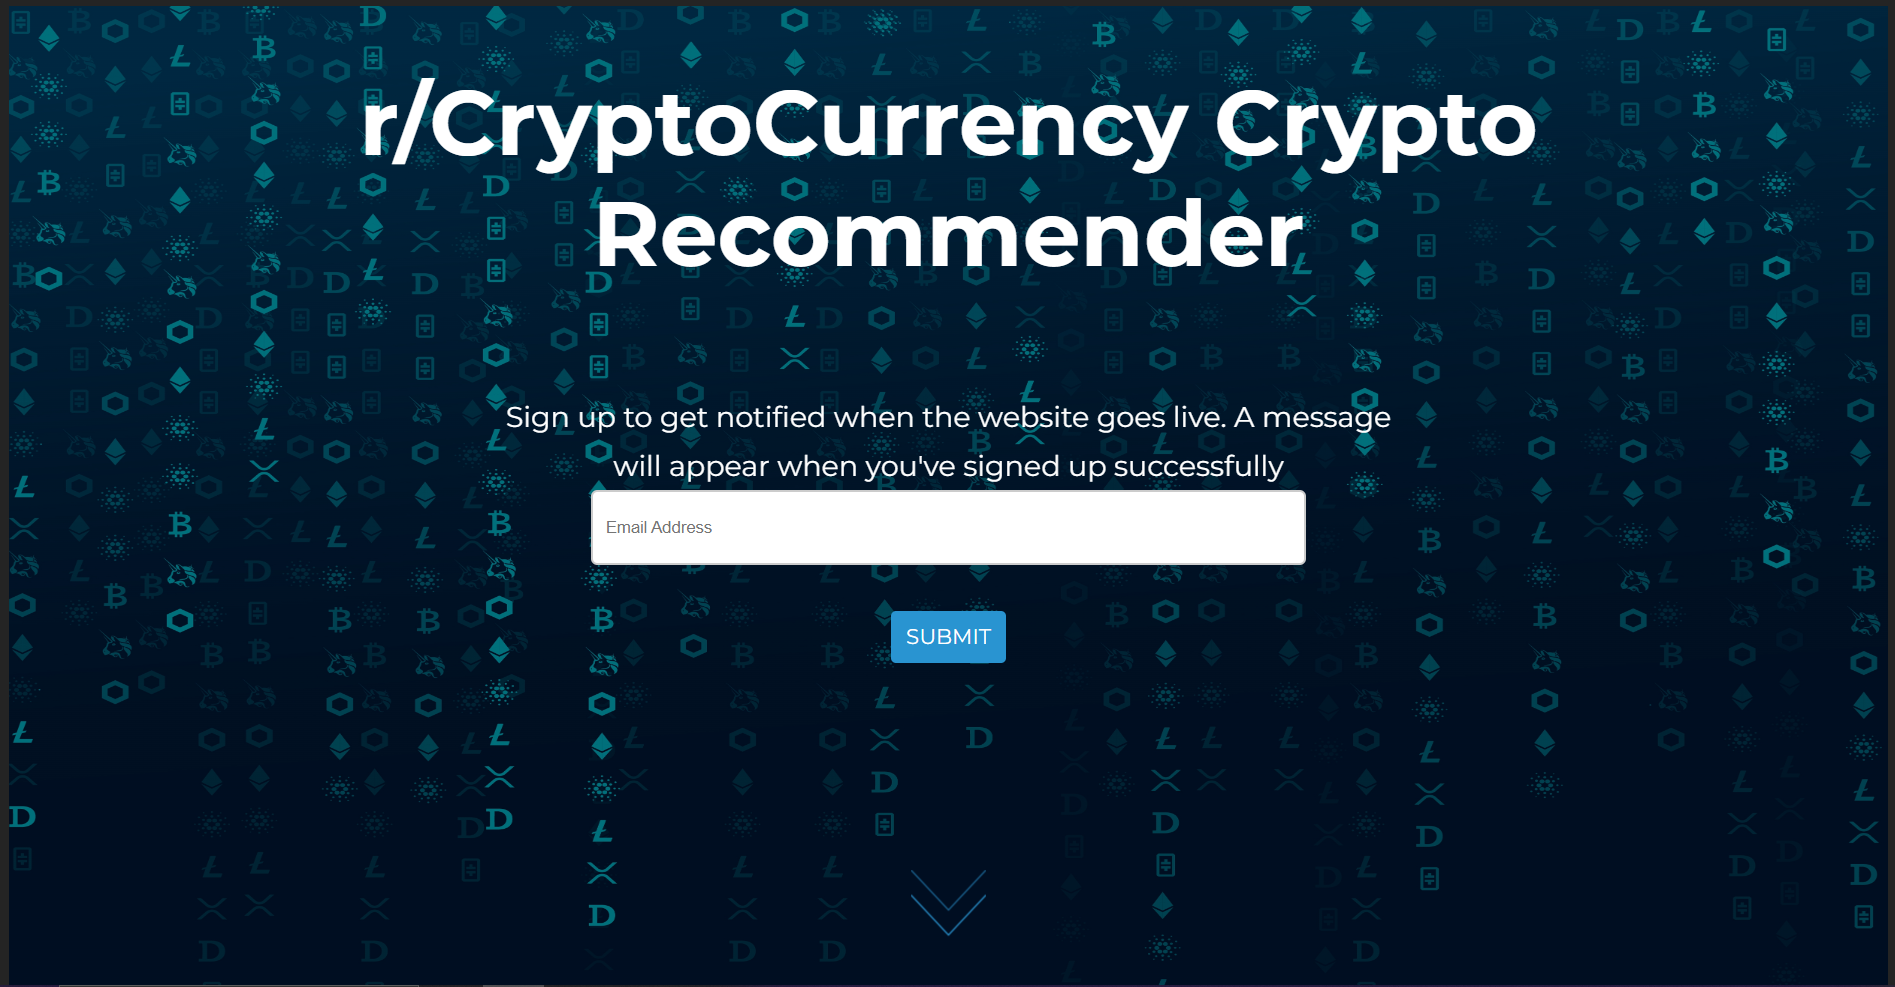 r/CryptoCurrency Crypto
Recommender
Sign up to get notified when the website goes live. A message
will appear when you've signed up successfully
Email Address
SUBMIT